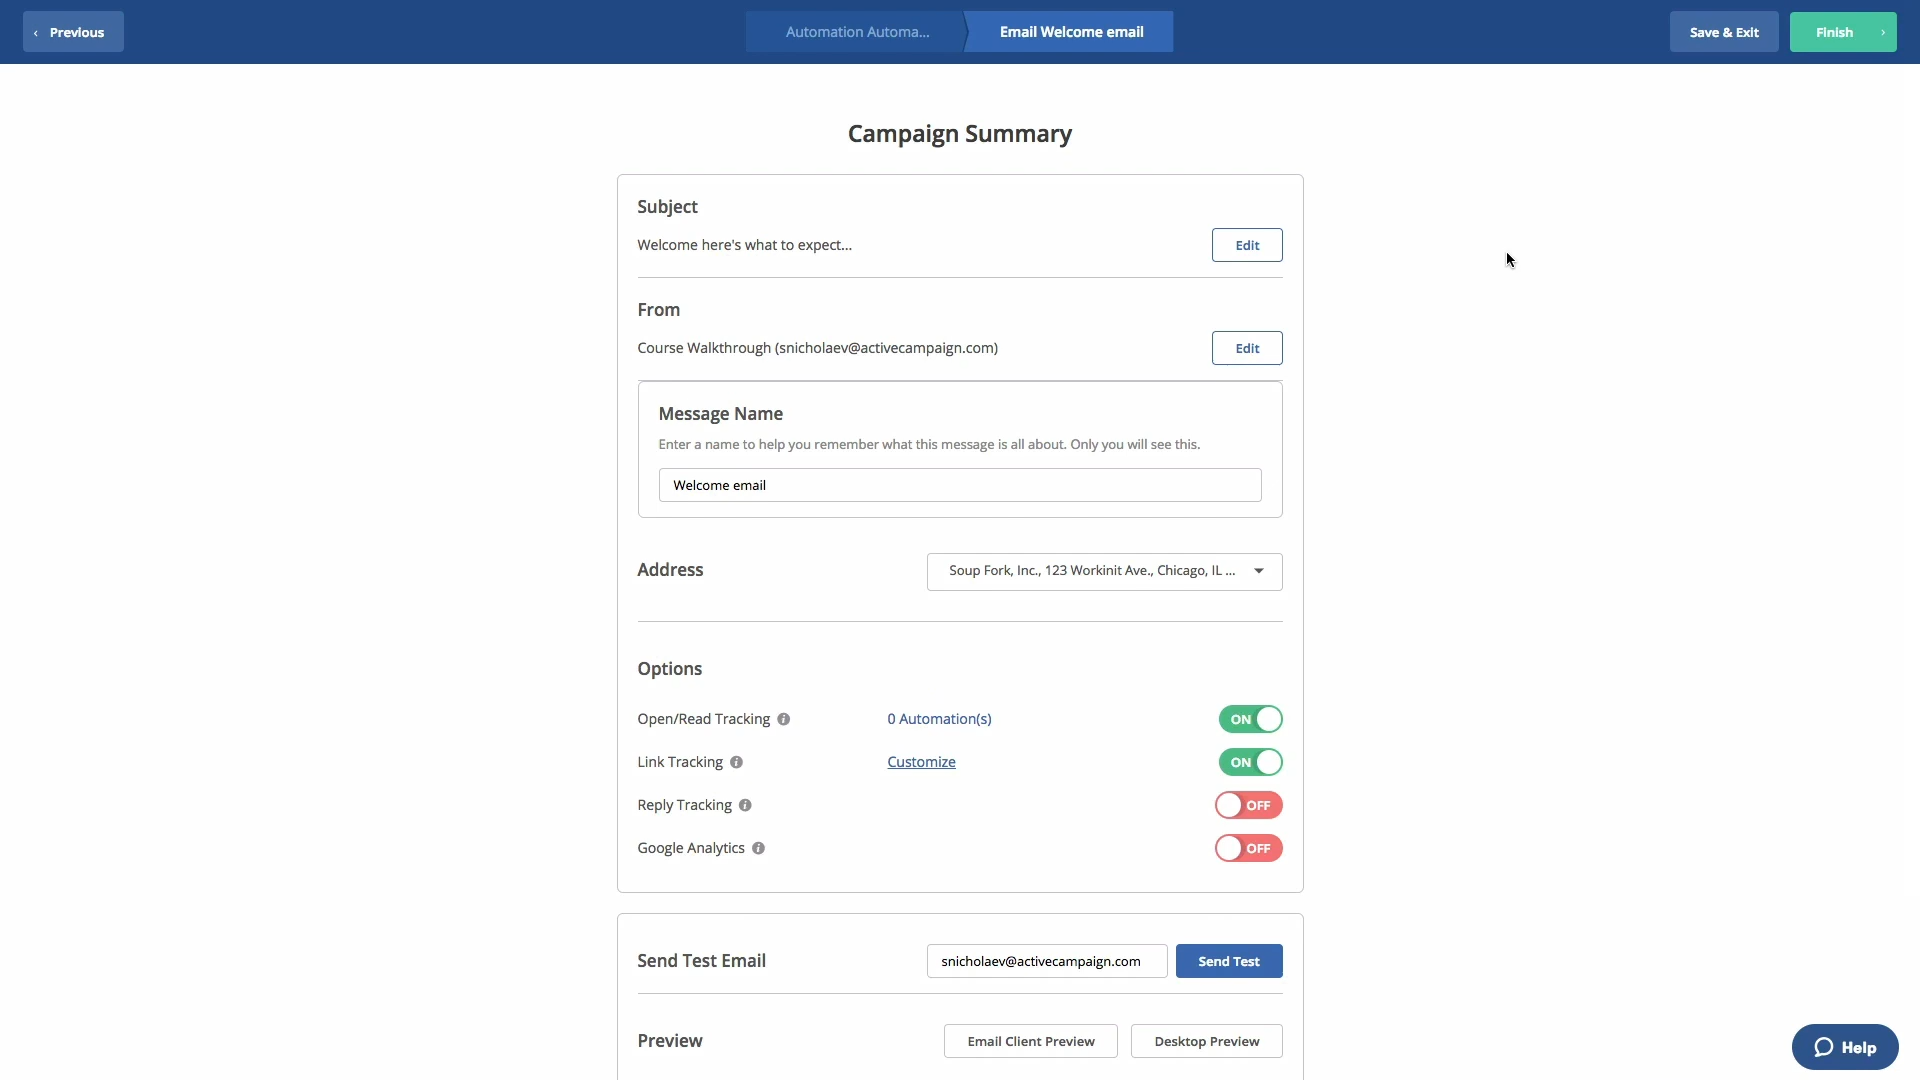 Previous
Automation Automa...
Email Welcome email
Save & Exit
Finish
Campaign Summary
Subject
Welcome here's what to expect...
Edit
From
Course Walkthrough (snicholaev@activecampaign.com)
Edit
Message Name
Enter a name to help you remember what this message is all about. Only you will see this.
Welcome email
Address
Soup Fork, Inc., 123 Workinit Ave., Chicago, IL ...
Options
Open/Read Tracking
0 Automation(s)
ON
Link Tracking
Customize
ON
Reply Tracking
OFF
Google Analytics
OFF
Send Test Email
snicholaev@activecampaign.com
Send Test
Preview
Email Client Preview
Desktop Preview
Help